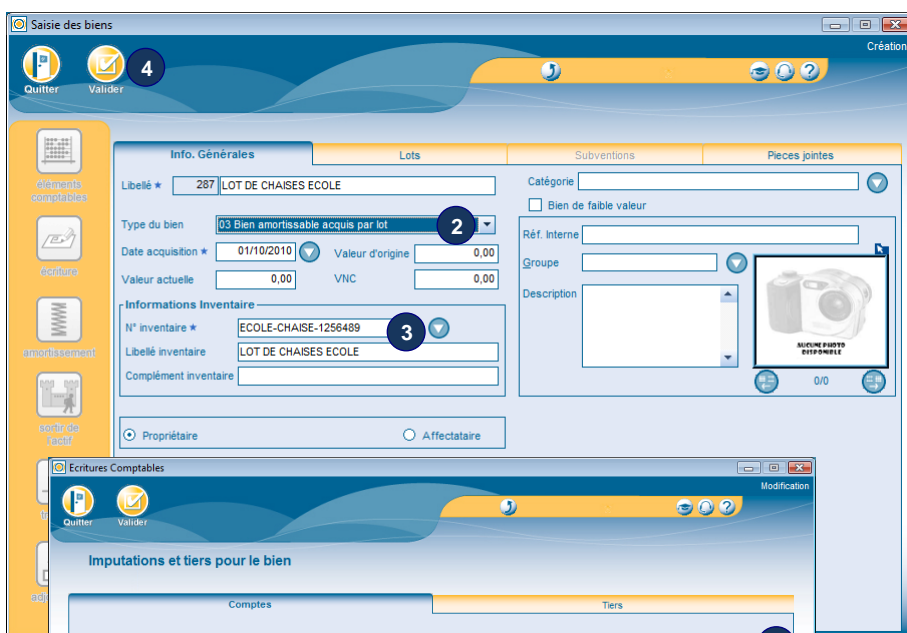 Saisie des biens
Création
4
Quitter Valider
Info. Générales Lots Subventions Pieces jointes
éléments comptables
écriture
amortissement
sortir de l'actif
Libellé * 287 LOT DE CHAISES ECOLE
Type du bien 03 Bien amortissable acquis par lot 2
Date acquisition * 01/10/2010 Valeur d'origine 0,00
Valeur actuelle 0,00 VNC 0,00
Informations Inventaire
N° inventaire * ECOLE-CHAISE-1256489 3
Libellé inventaire LOT DE CHAISES ECOLE
Complément inventaire
Propriétaire Affectataire
Catégorie
Bien de faible valeur
Réf. Interne
Groupe
Description
AUCUNE PHOTO
DISPONIBLE
0/0
Ecritures Comptables
Modification
Quitter Valider
Imputations et tiers pour le bien
Comptes Tiers